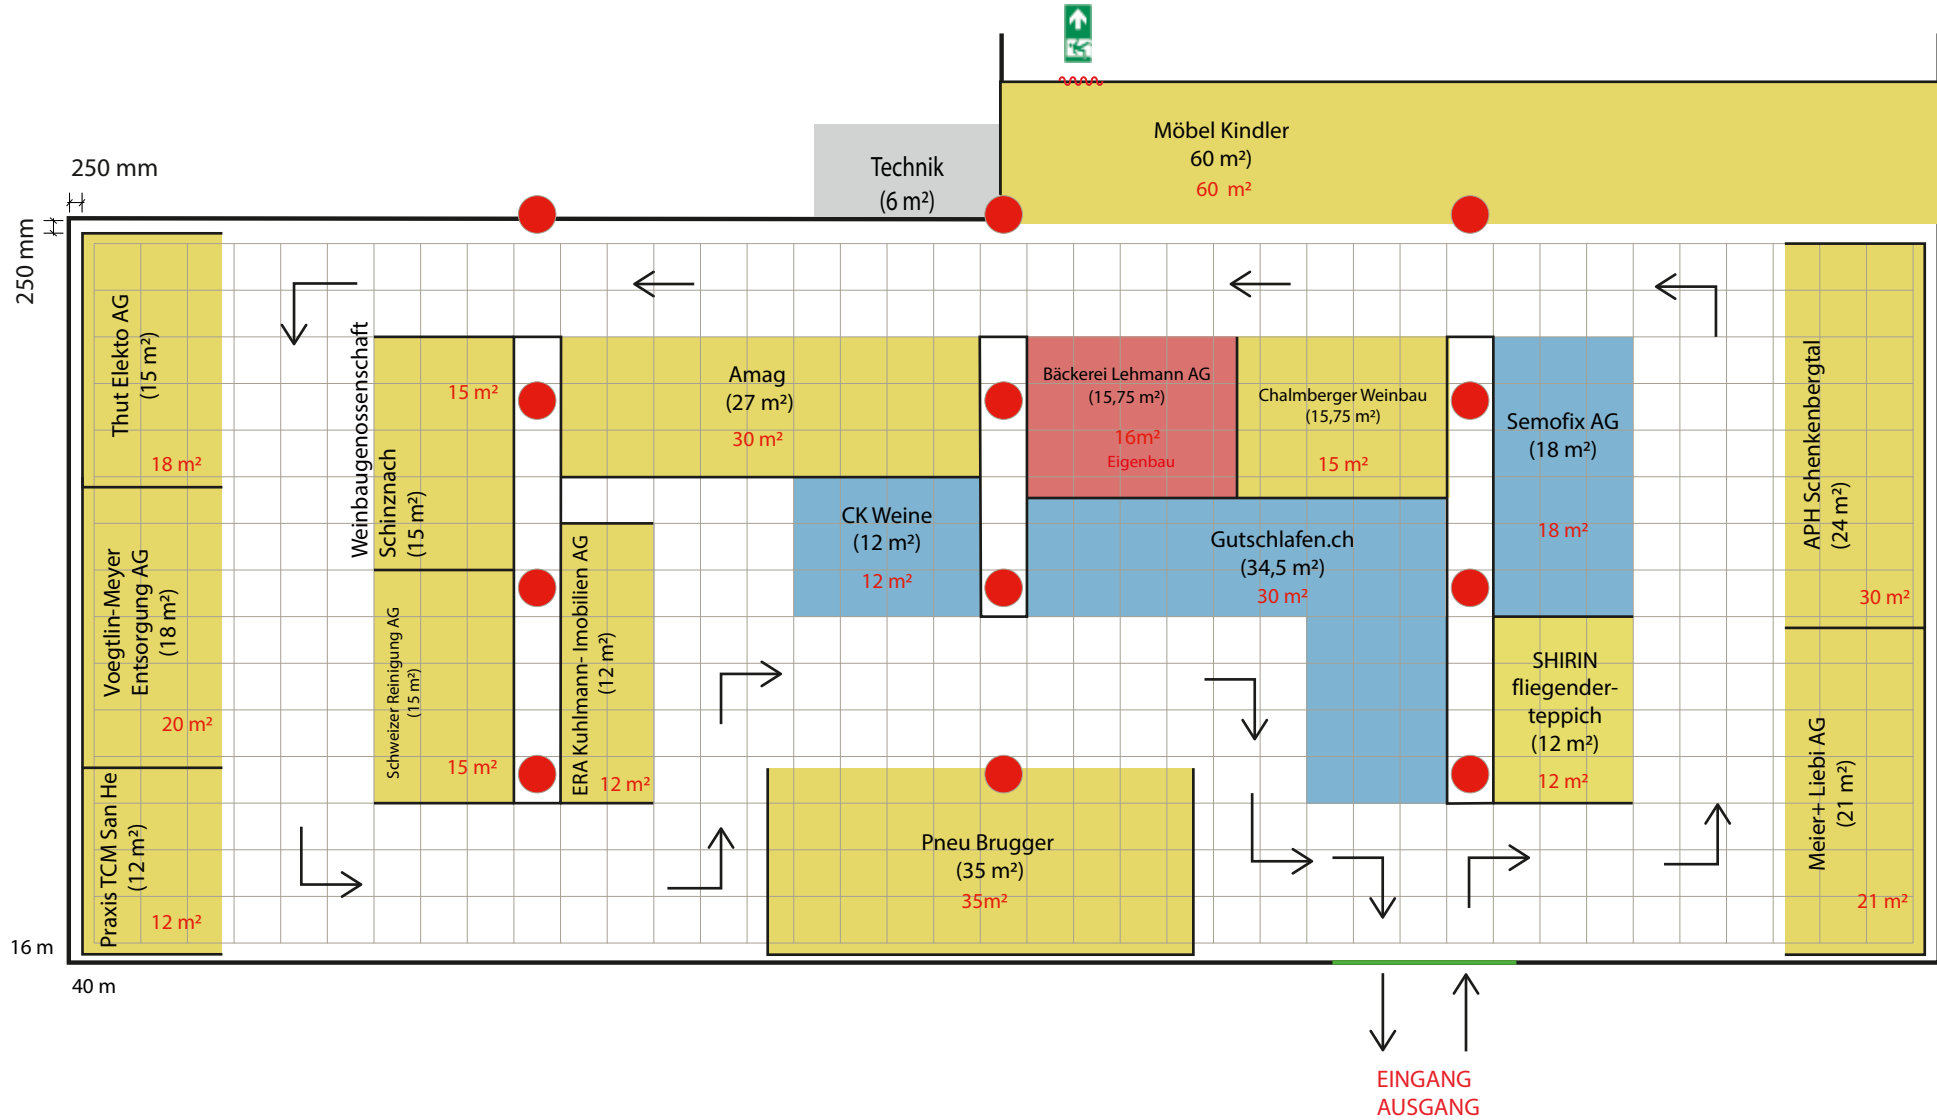 Möbel Kindler
60 m²)
60 m²
Technik
(6 m²)
250 mm
250 mm
Thut Elekto AG
(15 m²)
18 m²
Voegtlin-Meyer
Entsorgung AG
(18 m²)
20 m²
Praxis TCM San He
(12 m²)
12 m²
Weinbaugenossenschaft
Schinznach
(15 m²)
15 m²
Schweizer Reinigung AG
(15 m²)
15 m²
ERA Kuhlmann- Imobilien AG
(12 m²)
12 m²
Amag
(27 m²)
30 m²
CK Weine
(12 m²)
12 m²
Bäckerei Lehmann AG
(15,75 m²)
16m²
Eigenbau
Chalmberger Weinbau
(15,75 m²)
15 m²
Gutschlafen.ch
(34,5 m²)
30 m²
Semofix AG
(18 m²)
18 m²
SHIRIN
fliegender-
teppich
(12 m²)
12 m²
APH Schenkenbergtal
(24 m²)
30 m²
Meier+ Liebi AG
(21 m²)
21 m²
Pneu Brugger
(35 m²)
35m²
16 m
40 m
EINGANG
AUSGANG